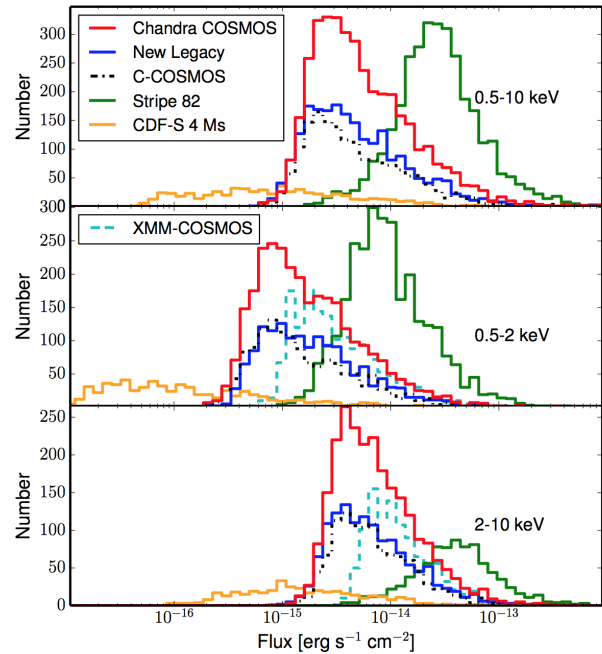 Chandra COSMOS
New Legacy
C-COSMOS
Stripe 82
CDF-S 4 Ms
0.5-10 keV
Number
300
250
200
150
100
50
0
XMM-COSMOS
0.5-2 keV
Number
300
250
200
150
100
50
0
2-10 keV
Number
250
200
150
100
50
0
10⁻¹⁶ 10⁻¹⁵ 10⁻¹⁴ 10⁻¹³
Flux [erg s⁻¹ cm⁻²]